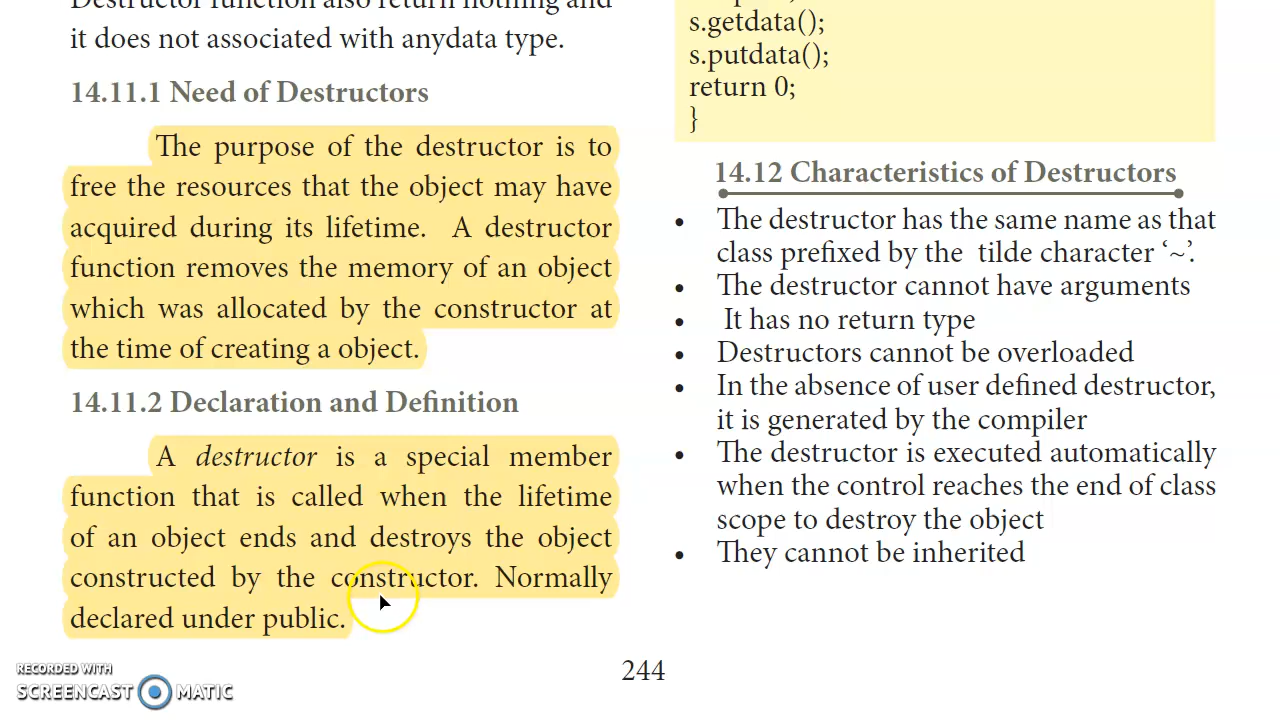 Destructor function also return nothing and
it does not associated with anydata type.
14.11.1 Need of Destructors
The purpose of the destructor is to
free the resources that the object may have
acquired during its lifetime. A destructor
function removes the memory of an object
which was allocated by the constructor at
the time of creating a object.
14.11.2 Declaration and Definition
A destructor is a special member
function that is called when the lifetime
of an object ends and destroys the object
constructed by the constructor. Normally
declared under public.
s.getdata();
s.putdata();
return 0;
}
14.12 Characteristics of Destructors
• The destructor has the same name as that
class prefixed by the tilde character ‘~’.
• The destructor cannot have arguments
• It has no return type
• Destructors cannot be overloaded
• In the absence of user defined destructor,
it is generated by the compiler
• The destructor is executed automatically
when the control reaches the end of class
scope to destroy the object
• They cannot be inherited
244
RECORDED WITH
SCREENCAST MATIC